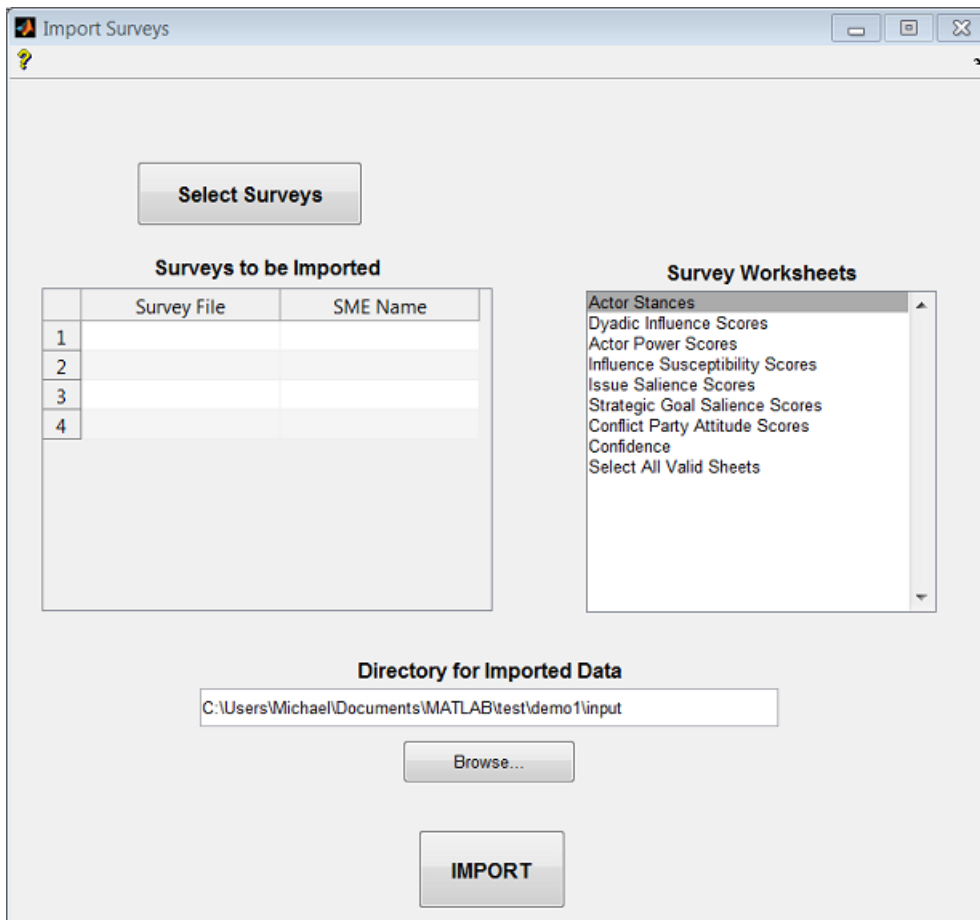 Import Surveys
Select Surveys
Surveys to be Imported
Survey File SME Name
1
2
3
4
Survey Worksheets
Actor Stances
Dyadic Influence Scores
Actor Power Scores
Influence Susceptibility Scores
Issue Salience Scores
Strategic Goal Salience Scores
Conflict Party Attitude Scores
Confidence
Select All Valid Sheets
Directory for Imported Data
C:\Users\Michael\Documents\MATLAB\test\demo1\input
Browse...
IMPORT